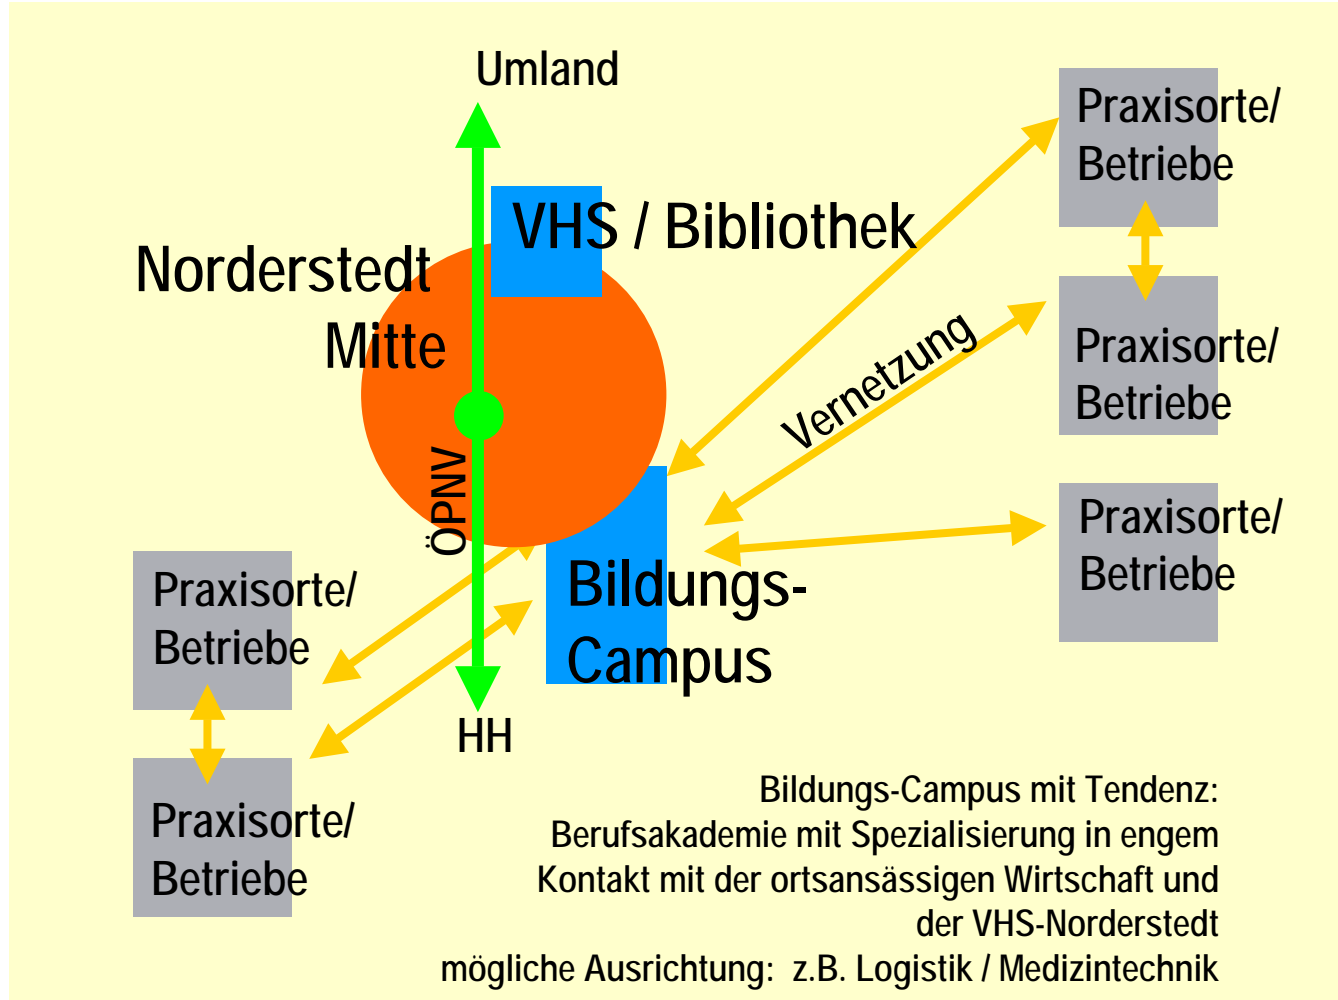 Umland
Praxisorte/
Betriebe
VHS / Bibliothek
Norderstedt
Mitte
Vernetzung
Praxisorte/
Betriebe
ÖPNV
Praxisorte/
Betriebe
Bildungs-
Campus
Praxisorte/
Betriebe
HH
Praxisorte/
Betriebe
Bildungs-Campus mit Tendenz:
Berufsakademie mit Spezialisierung in engem
Kontakt mit der ortsansässigen Wirtschaft und
der VHS-Norderstedt
mögliche Ausrichtung:  z.B. Logistik / Medizintechnik